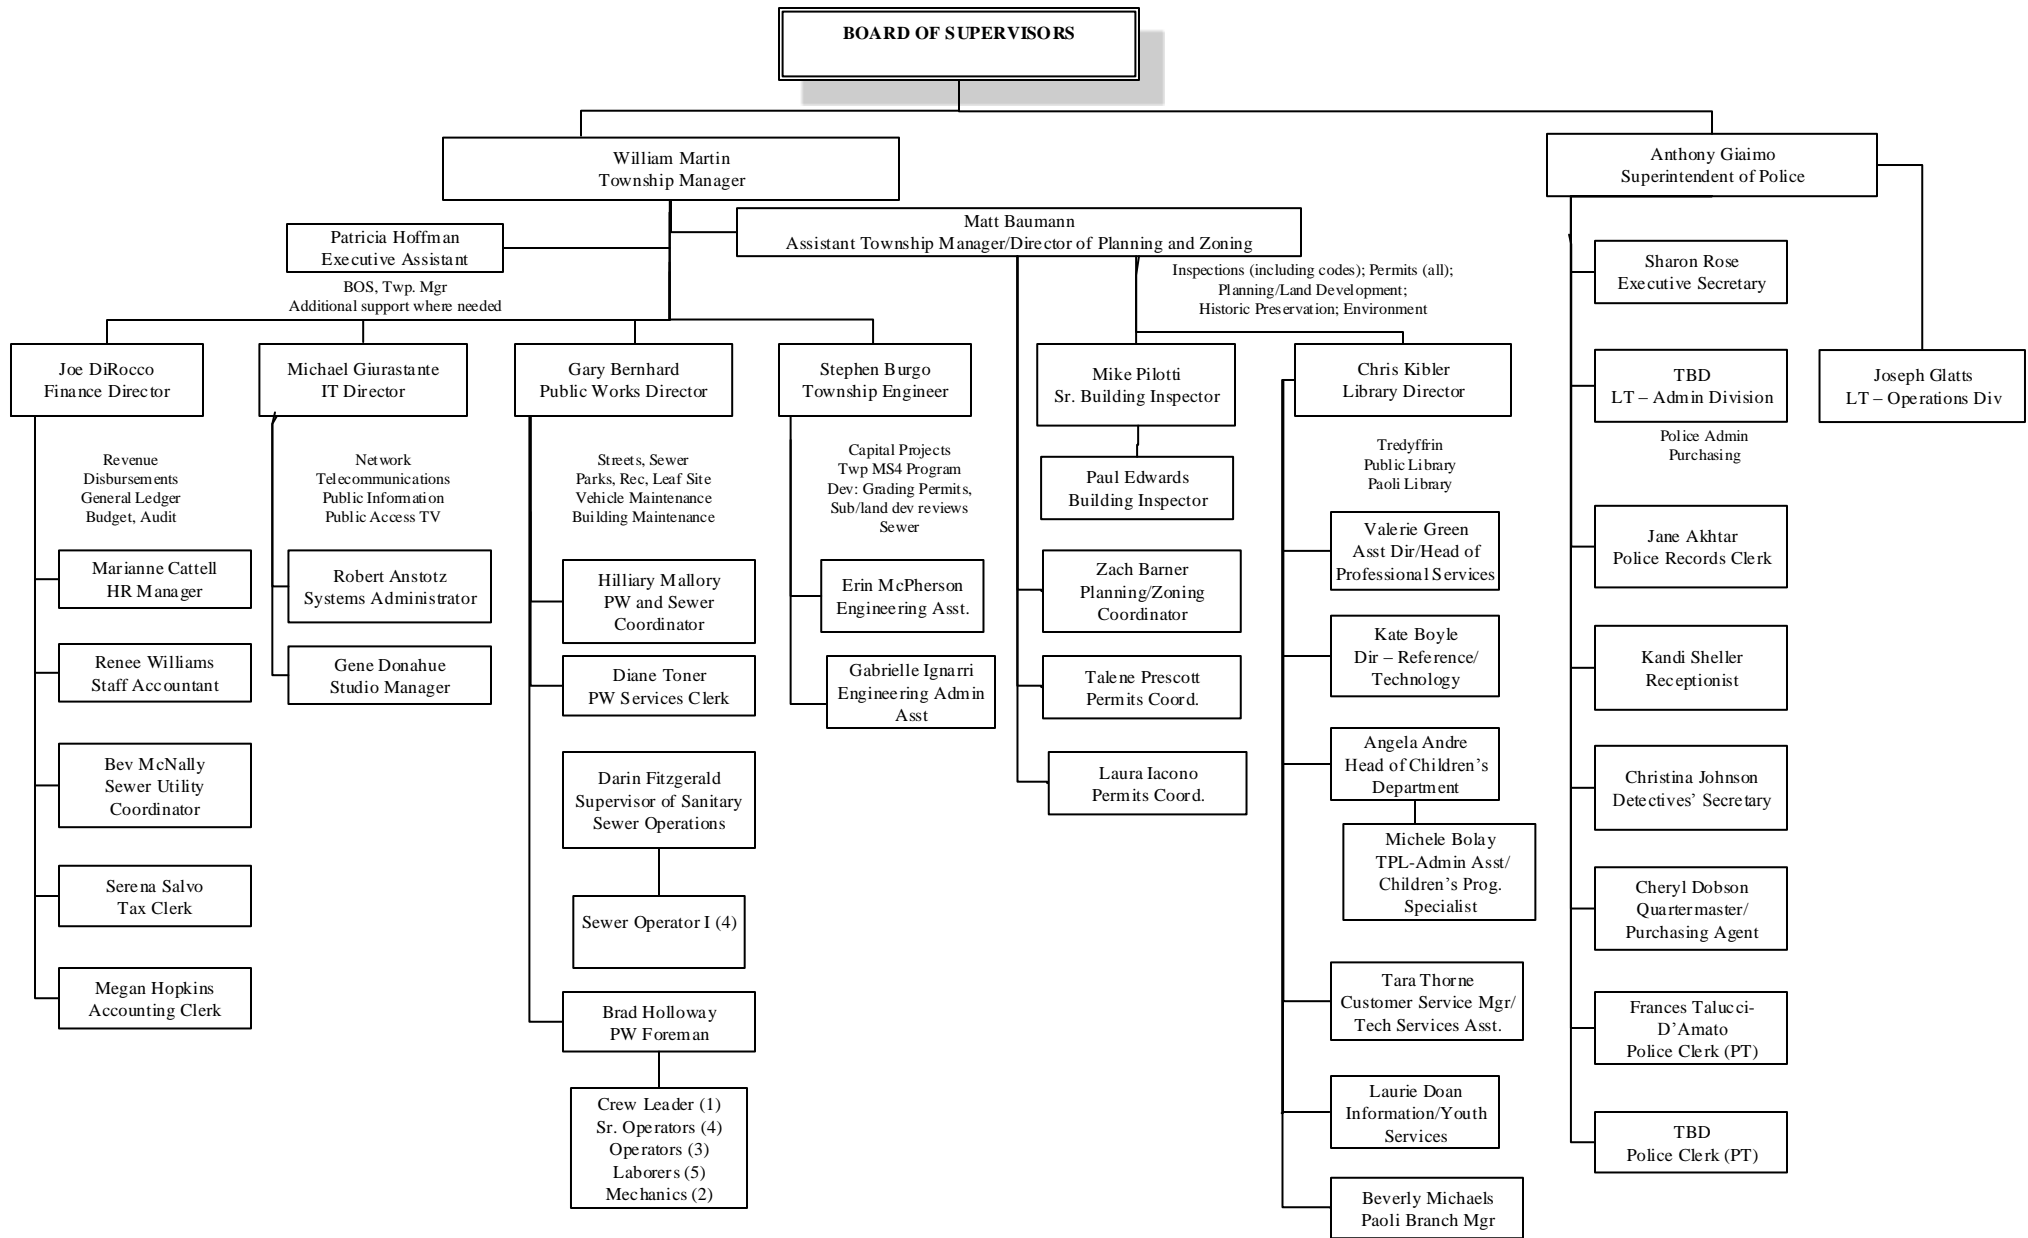 BOARD OF SUPERVISORS
William Martin
Township Manager
Anthony Giaimo
Superintendent of Police
Patricia Hoffman
Executive Assistant
BOS, Twp. Mgr
Additional support where needed
Matt Baumann
Assistant Township Manager/Director of Planning and Zoning
Inspections (including codes); Permits (all);
Planning/Land Development;
Historic Preservation; Environment
Joe DiRocco
Finance Director
Revenue
Disbursements
General Ledger
Budget, Audit
Marianne Cattell
HR Manager
Renee Williams
Staff Accountant
Bev McNally
Sewer Utility
Coordinator
Serena Salvo
Tax Clerk
Megan Hopkins
Accounting Clerk
Michael Giurastante
IT Director
Network
Telecommunications
Public Information
Public Access TV
Robert Anstotz
Systems Administrator
Gene Donahue
Studio Manager
Gary Bernhard
Public Works Director
Streets, Sewer
Parks, Rec, Leaf Site
Vehicle Maintenance
Building Maintenance
Hilliary Mallory
PW and Sewer
Coordinator
Diane Toner
PW Services Clerk
Darin Fitzgerald
Supervisor of Sanitary
Sewer Operations
Sewer Operator I (4)
Brad Holloway
PW Foreman
Crew Leader (1)
Sr. Operators (4)
Operators (3)
Laborers (5)
Mechanics (2)
Stephen Burgo
Township Engineer
Capital Projects
Twp MS4 Program
Dev: Grading Permits,
Sub/land dev reviews
Sewer
Erin McPherson
Engineering Asst.
Gabrielle Ignarri
Engineering Admin
Asst
Mike Pilotti
Sr. Building Inspector
Paul Edwards
Building Inspector
Zach Barner
Planning/Zoning
Coordinator
Talene Prescott
Permits Coord.
Laura Iacono
Permits Coord.
Chris Kibler
Library Director
Tredyffrin
Public Library
Paoli Library
Valerie Green
Asst Dir/Head of
Professional Services
Kate Boyle
Dir – Reference/
Technology
Angela Andre
Head of Children’s
Department
Michele Bolay
TPL-Admin Asst/
Children’s Prog.
Specialist
Tara Thorne
Customer Service Mgr/
Tech Services Asst.
Laurie Doan
Information/Youth
Services
Beverly Michaels
Paoli Branch Mgr
Sharon Rose
Executive Secretary
TBD
LT – Admin Division
Police Admin
Purchasing
Jane Akhtar
Police Records Clerk
Kandi Sheller
Receptionist
Christina Johnson
Detectives’ Secretary
Cheryl Dobson
Quartermaster/
Purchasing Agent
Frances Talucci-
D’Amato
Police Clerk (PT)
TBD
Police Clerk (PT)
Joseph Glatts
LT – Operations Div